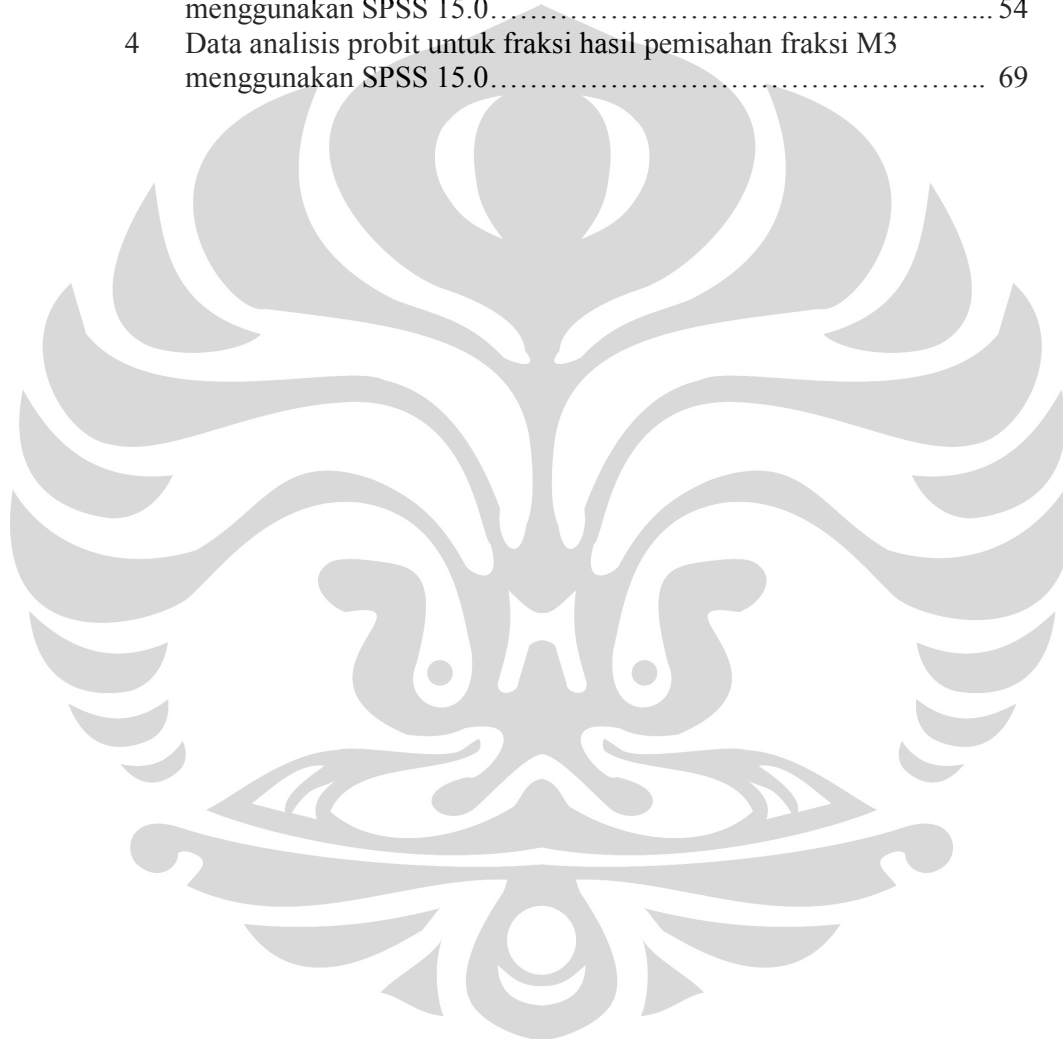 menggunakan SPSS 15.0……………………………………………... 54
4 Data analisis probit untuk fraksi hasil pemisahan fraksi M3
menggunakan SPSS 15.0…………………………………………….. 69